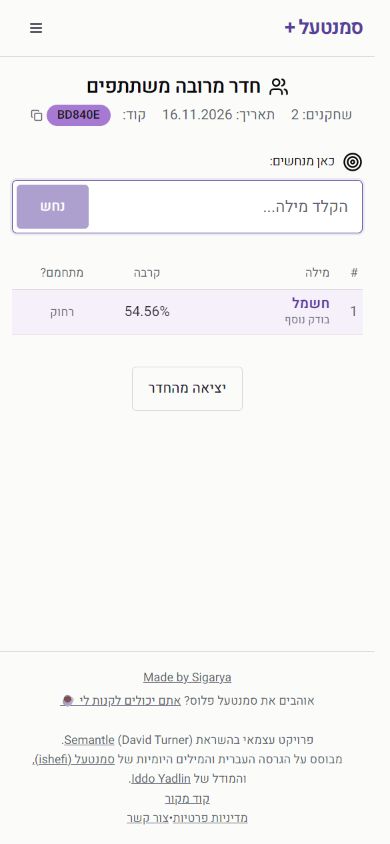 סמנטעל +
חדר מרובה משתתפים
שחקנים: 2 תאריך: 16.11.2026 קוד: BD840E
כאן מנחשים:
הקלד מילה...
נחש
# מילה קרבה מתחמם?
1 חשמל 54.56% רחוק
בודק נוסף
יציאה מהחדר
Made by Sigarya
אוהבים את סמנטעל פלוס? אתם יכולים לקנות לי
פרויקט עצמאי בהשראת Semantle (David Turner).
מבוסס על הגרסה העברית והמילים היומיות של סמנטעל (ishefi),
והמודל של Iddo Yadlin.
קוד מקור
מדיניות פרטיות•צור קשר